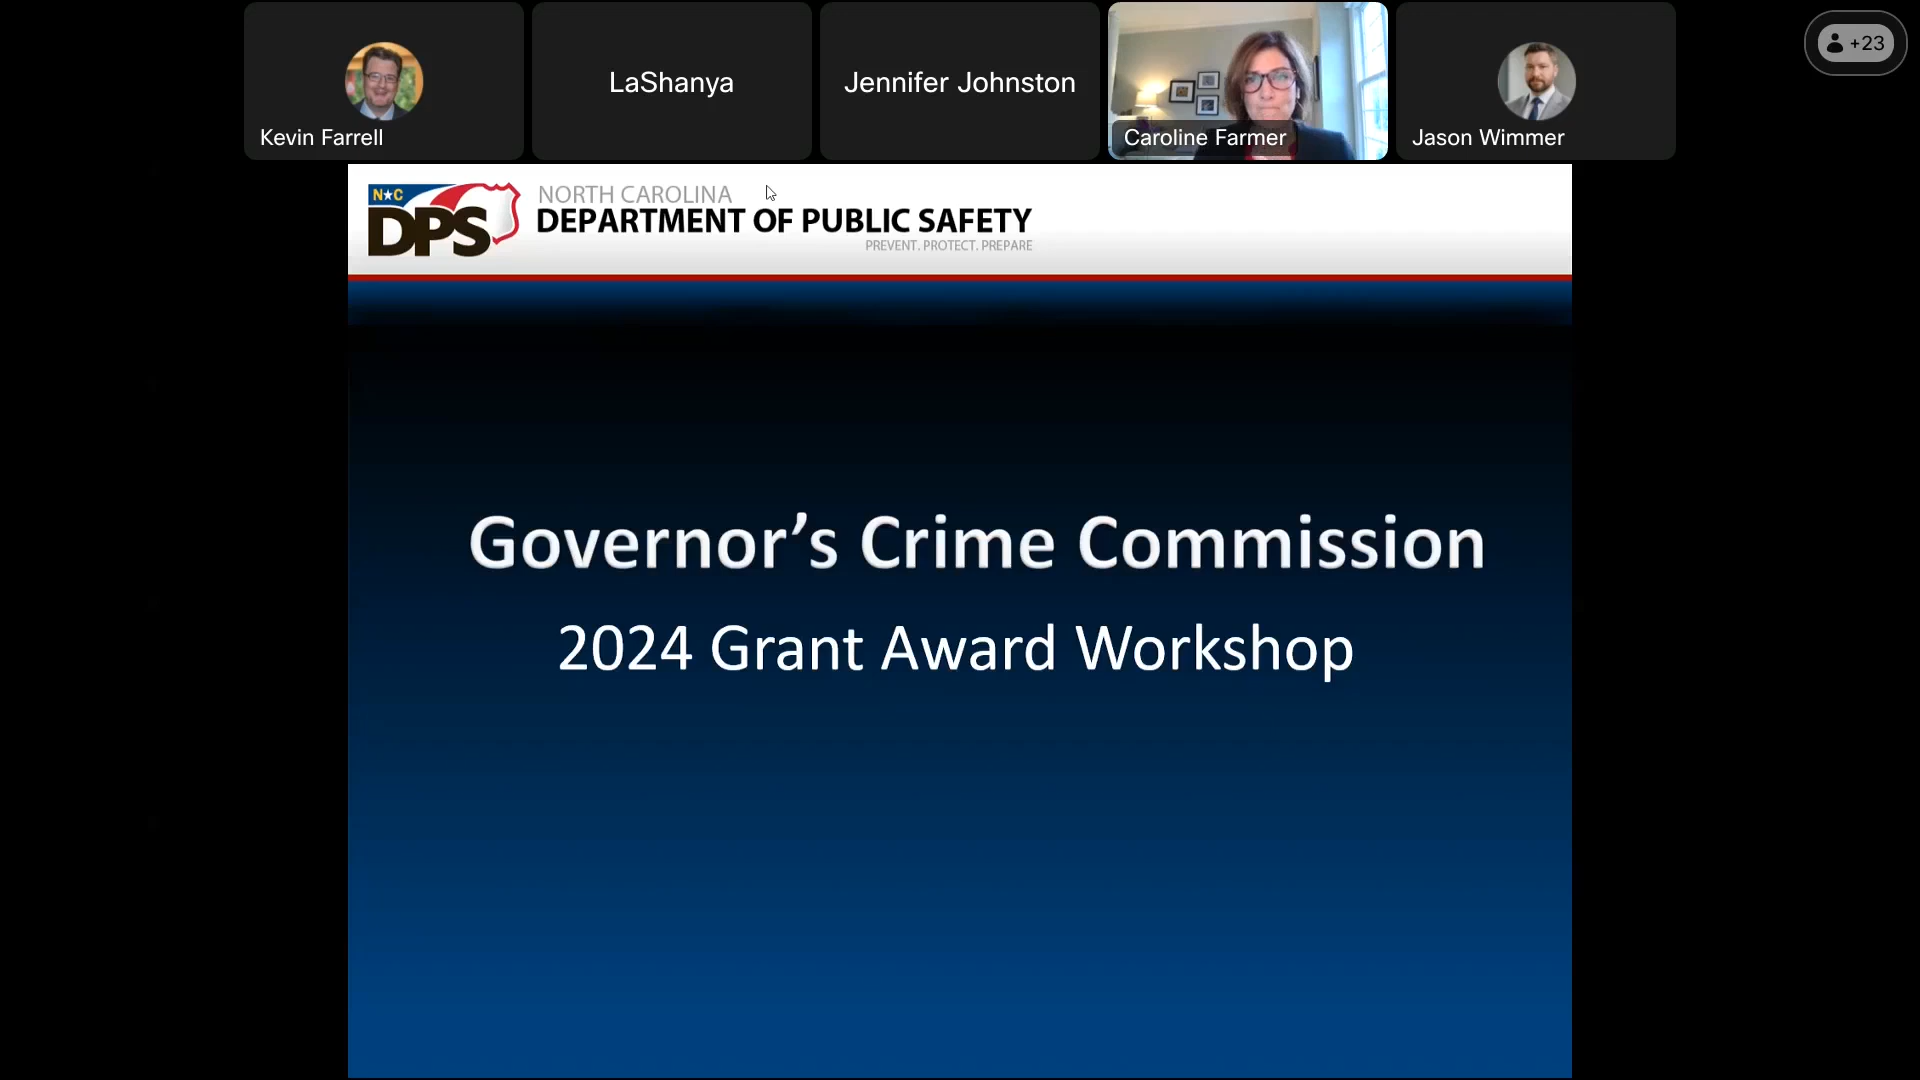 Kevin Farrell
LaShanya
Jennifer Johnston
Caroline Farmer
Jason Wimmer
+23
N★C
DPS
NORTH CAROLINA
DEPARTMENT OF PUBLIC SAFETY
PREVENT. PROTECT. PREPARE
Governor’s Crime Commission
2024 Grant Award Workshop